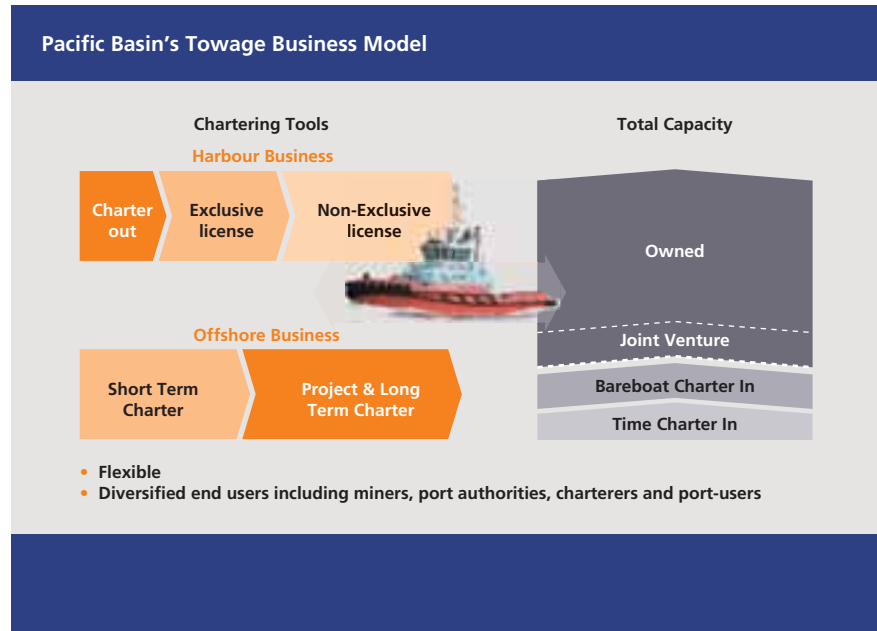 Pacific Basin’s Towage Business Model
Chartering Tools
Harbour Business
Charter
out
Exclusive
license
Non-Exclusive
license
Offshore Business
Short Term
Charter
Project & Long
Term Charter
Total Capacity
Owned
Joint Venture
Bareboat Charter In
Time Charter In
• Flexible
• Diversified end users including miners, port authorities, charterers and port-users